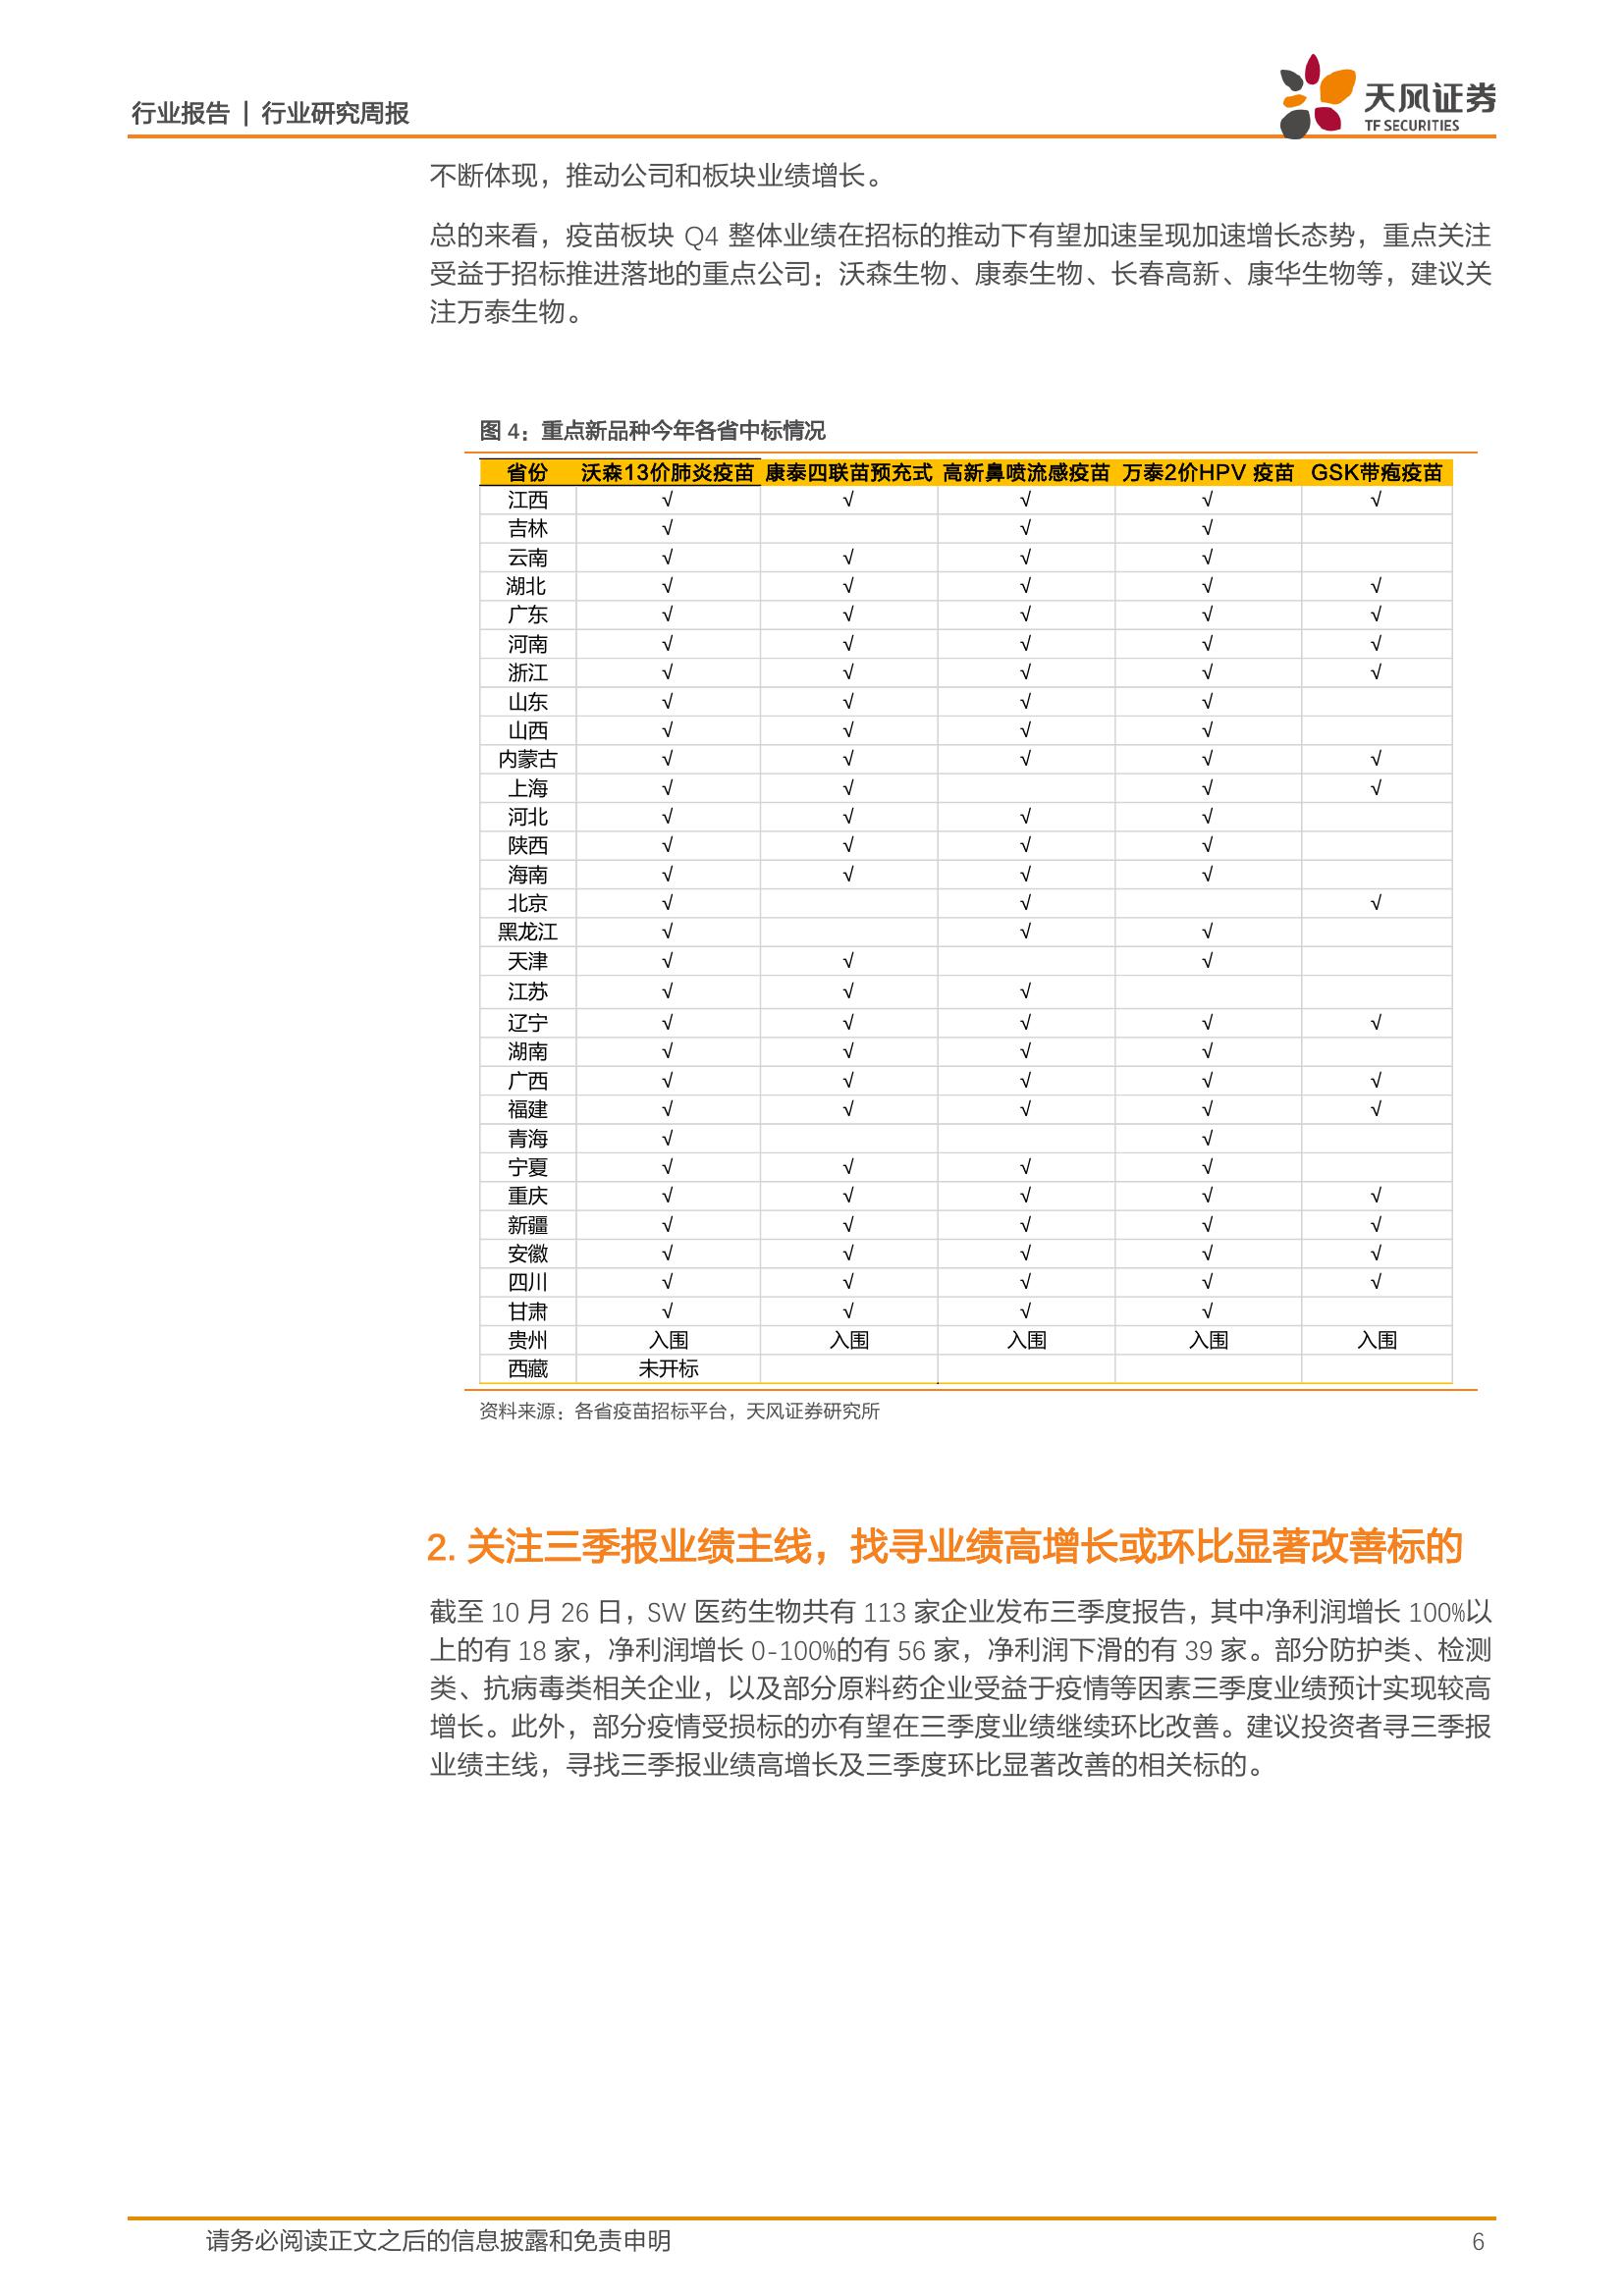 行业报告 | 行业研究周报
天风证券
TF SECURITIES
不断体现，推动公司和板块业绩增长。
总的来看，疫苗板块 Q4 整体业绩在招标的推动下有望加速呈现加速增长态势，重点关注
受益于招标推进落地的重点公司：沃森生物、康泰生物、长春高新、康华生物等，建议关
注万泰生物。
图 4：重点新品种今年各省中标情况
省份 沃森13价肺炎疫苗 康泰四联苗预充式 高新鼻喷流感疫苗 万泰2价HPV 疫苗 GSK带疱疫苗
江西 √ √ √ √ √
吉林 √ √ √
云南 √ √ √ √
湖北 √ √ √ √ √
广东 √ √ √ √ √
河南 √ √ √ √ √
浙江 √ √ √ √ √
山东 √ √ √ √
山西 √ √ √ √
内蒙古 √ √ √ √ √
上海 √ √ √ √
河北 √ √ √ √
陕西 √ √ √ √
海南 √ √ √ √
北京 √ √ √
黑龙江 √ √ √
天津 √ √ √
江苏 √ √ √
辽宁 √ √ √ √ √
湖南 √ √ √ √
广西 √ √ √ √ √
福建 √ √ √ √ √
青海 √ √
宁夏 √ √ √ √
重庆 √ √ √ √ √
新疆 √ √ √ √ √
安徽 √ √ √ √ √
四川 √ √ √ √ √
甘肃 √ √ √ √
贵州 入围 入围 入围 入围 入围
西藏 未开标
资料来源：各省疫苗招标平台，天风证券研究所
2. 关注三季报业绩主线，找寻业绩高增长或环比显著改善标的
截至 10 月 26 日，SW 医药生物共有 113 家企业发布三季度报告，其中净利润增长 100%以
上的有 18 家，净利润增长 0-100%的有 56 家，净利润下滑的有 39 家。部分防护类、检测
类、抗病毒类相关企业，以及部分原料药企业受益于疫情等因素三季度业绩预计实现较高
增长。此外，部分疫情受损标的亦有望在三季度业绩继续环比改善。建议投资者寻三季报
业绩主线，寻找三季报业绩高增长及三季度环比显著改善的相关标的。
请务必阅读正文之后的信息披露和免责申明 6